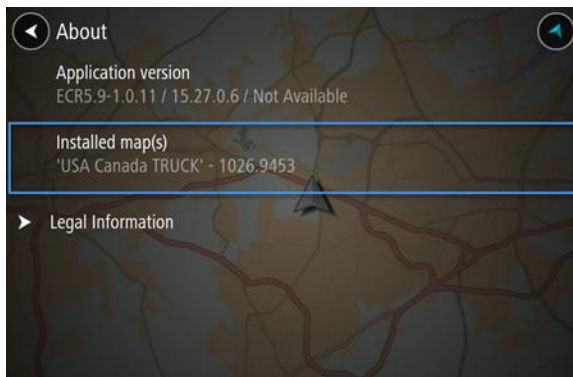 About
Application version
ECR5.9-1.0.11 / 15.27.0.6 / Not Available
Installed map(s)
'USA Canada TRUCK' - 1026.9453
Legal Information